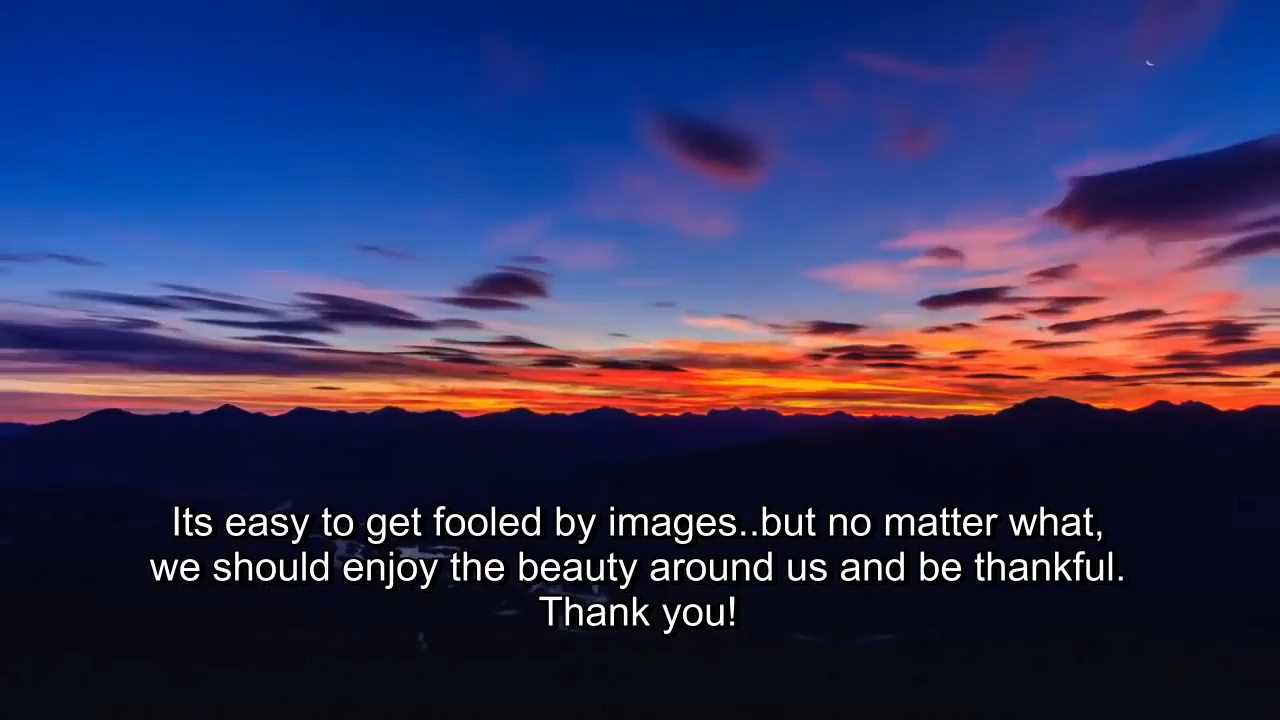 Its easy to get fooled by images..but no matter what,
we should enjoy the beauty around us and be thankful.
Thank you!